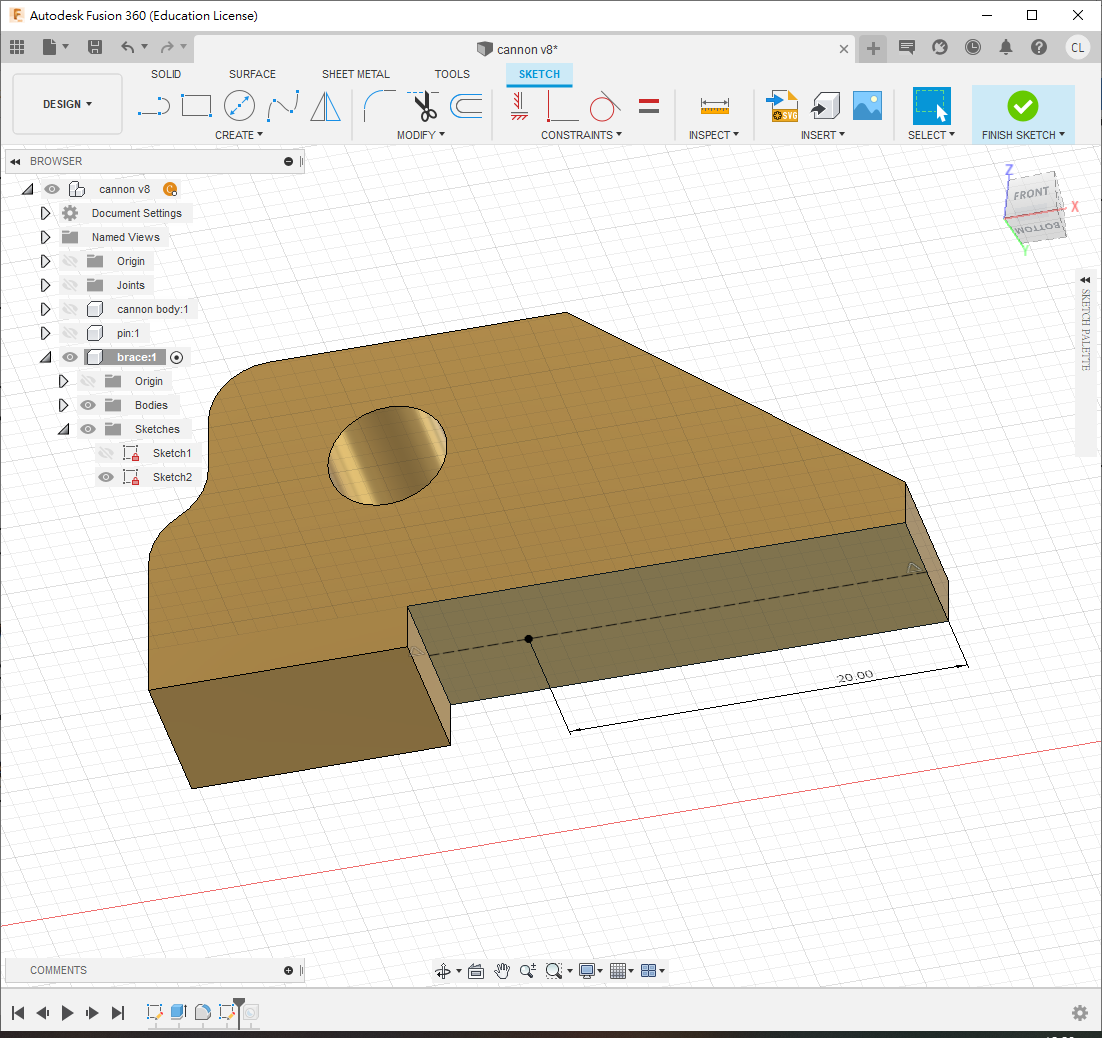 Autodesk Fusion 360 (Education License)
cannon v8*
CL
SOLID SURFACE SHEET METAL TOOLS SKETCH
DESIGN
SVG
CREATE MODIFY CONSTRAINTS INSPECT INSERT SELECT FINISH SKETCH
BROWSER
cannon v8
Document Settings
Named Views
Origin
Joints
cannon body:1
pin:1
brace:1
Origin
Bodies
Sketches
Sketch1
Sketch2
Z
FRONT
X
BOTTOM
Y
SKETCH PALETTE
20.00
COMMENTS